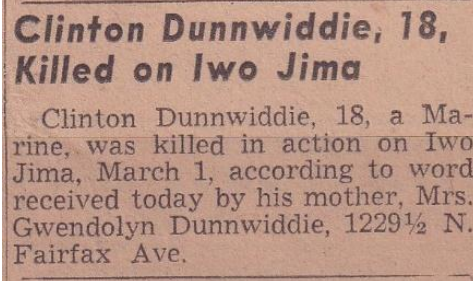 Clinton Dunnwiddie, 18,
Killed on Iwo Jima
Clinton Dunnwiddie, 18, a Ma-
rine, was killed in action on Iwo
Jima, March 1, according to word
received today by his mother, Mrs.
Gwendolyn Dunnwiddie, 1229½ N.
Fairfax Ave.